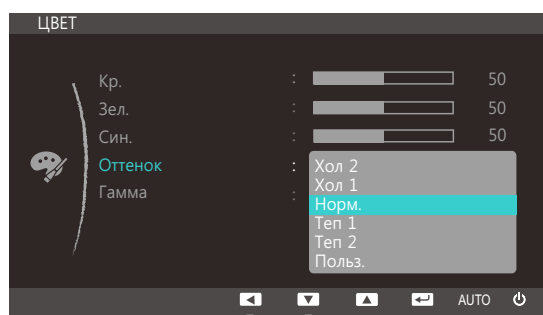 ЦВЕТ
Кр. : 50
Зел. : 50
Син. : 50
Оттенок : Хол 2
Хол 1
Гамма : Норм.
Теп 1
Теп 2
Польз.
AUTO